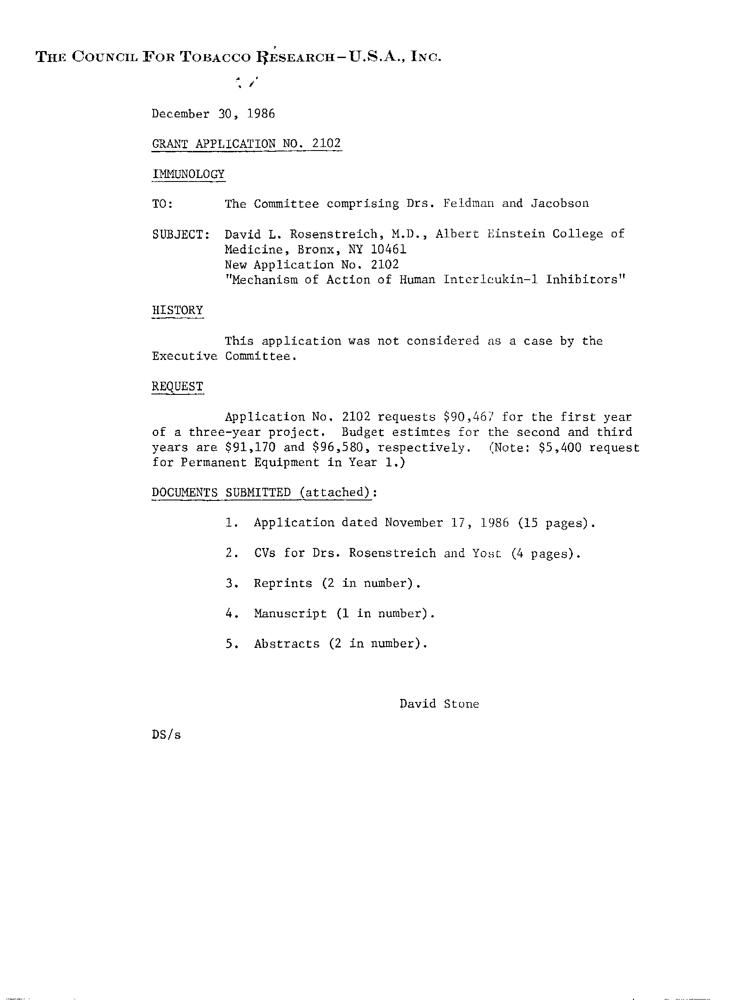 THE COUNCIL FOR TOBACCO RESEARCH-U.S.A., INC.
December 30, 1986
GRANT APPLICATION NO. 2102
IMMUNOLOGY
TO: The Committee comprising Drs. Feldman and Jacobson
SUBJECT: David L. Rosenstreich, M.D., Albert Einstein College of
Medicine, Bronx, NY 10461
New Application No. 2102
"Mechanism of Action of Human Interleukin-1 Inhibitors"
HISTORY
This application was not considered as a case by the
Executive Committee.
REQUEST
Application No. 2102 requests $90,467 for the first year
of a three-year project. Budget estimtes for the second and third
years are $91,170 and $96,580, respectively. (Note: $5,400 request
for Permanent Equipment in Year 1.)
DOCUMENTS SUBMITTED (attached):
1. Application dated November 17, 1986 (15 pages).
2. CVs for Drs. Rosenstreich and Yost (4 pages).
3. Reprints (2 in number).
4. Manuscript (1 in number).
5. Abstracts (2 in number).
David Stone
DS/s